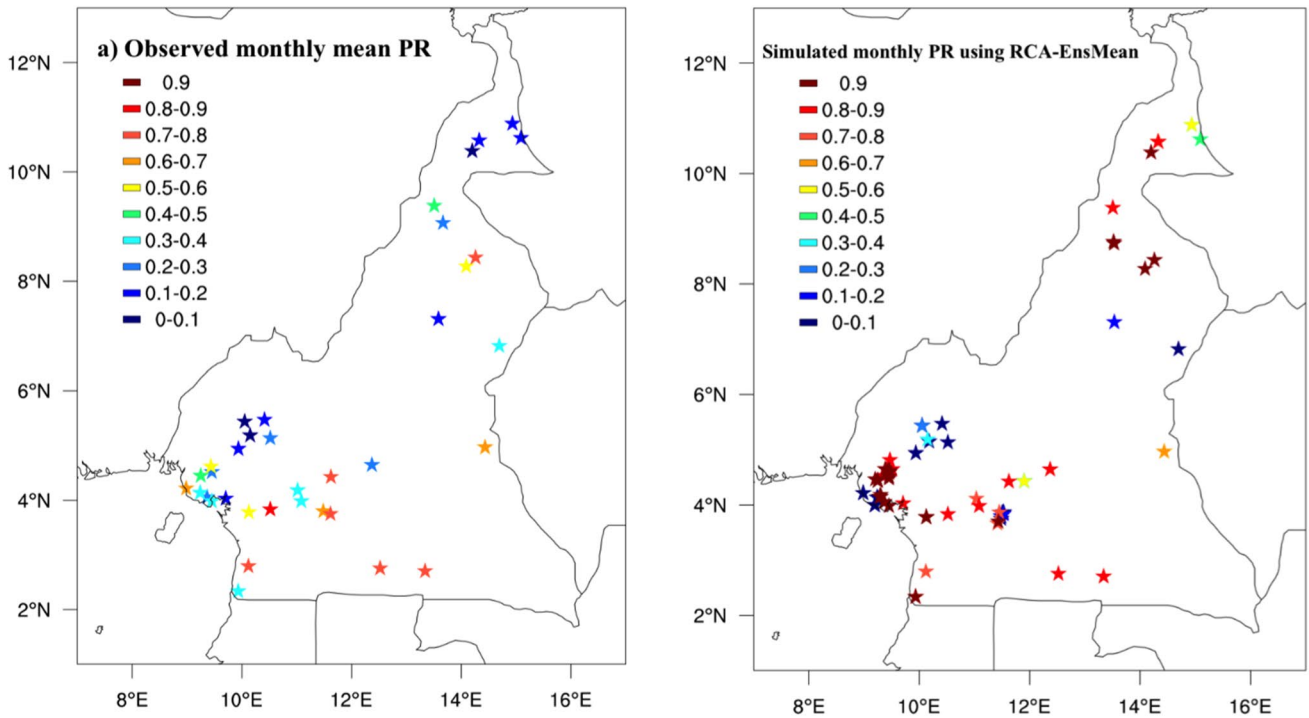 a) Observed monthly mean PR
0.9
0.8-0.9
0.7-0.8
0.6-0.7
0.5-0.6
0.4-0.5
0.3-0.4
0.2-0.3
0.1-0.2
0-0.1
12°N
10°N
8°N
6°N
4°N
2°N
8°E 10°E 12°E 14°E 16°E
Simulated monthly PR using RCA-EnsMean
0.9
0.8-0.9
0.7-0.8
0.6-0.7
0.5-0.6
0.4-0.5
0.3-0.4
0.2-0.3
0.1-0.2
0-0.1
12°N
10°N
8°N
6°N
4°N
2°N
8°E 10°E 12°E 14°E 16°E